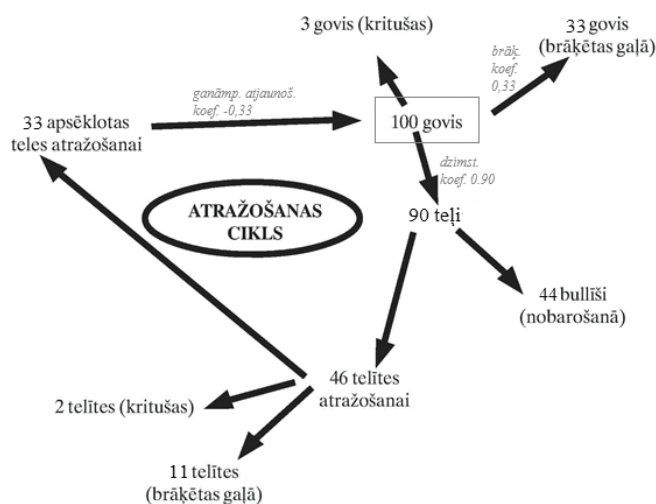 3 govis (kritušas)
33 govis
(brāķētas gaļā)
brāķ.
koef.
0,33
ganāmp. atjaunoš.
koef. -0,33
33 apsēklotas
teles atražošanai
100 govis
dzimst.
koef. 0.90
ATRAŽOŠANAS
CIKLS
90 teļi
44 bullīši
(nobarošanā)
46 telītes
atražošanai
2 telītes (kritušas)
11 telītes
(brāķētas gaļā)